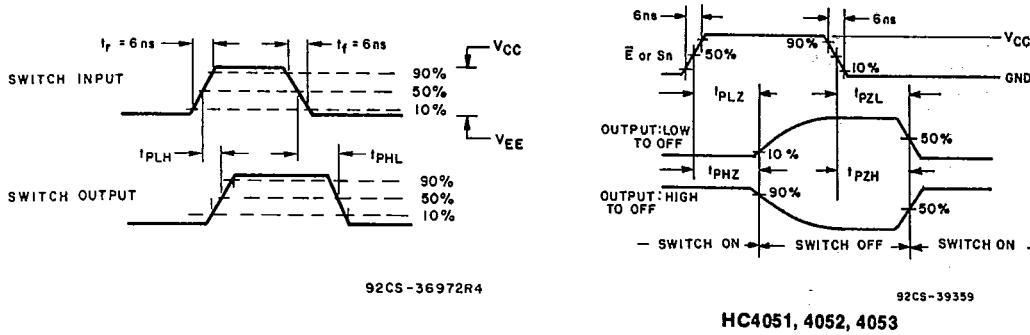 tr = 6ns
tf = 6ns
VCC
SWITCH INPUT
90%
50%
10%
VEE
tPLH
tPHL
SWITCH OUTPUT
90%
50%
10%
92CS-36972R4
6ns
6ns
VCC
E̅ or Sn
50%
90%
10%
GND
tPLZ
tPZL
OUTPUT:LOW
TO OFF
10%
50%
tPHZ
tPZH
OUTPUT:HIGH
TO OFF
90%
50%
SWITCH ON
SWITCH OFF
SWITCH ON
92CS-39359
HC4051, 4052, 4053